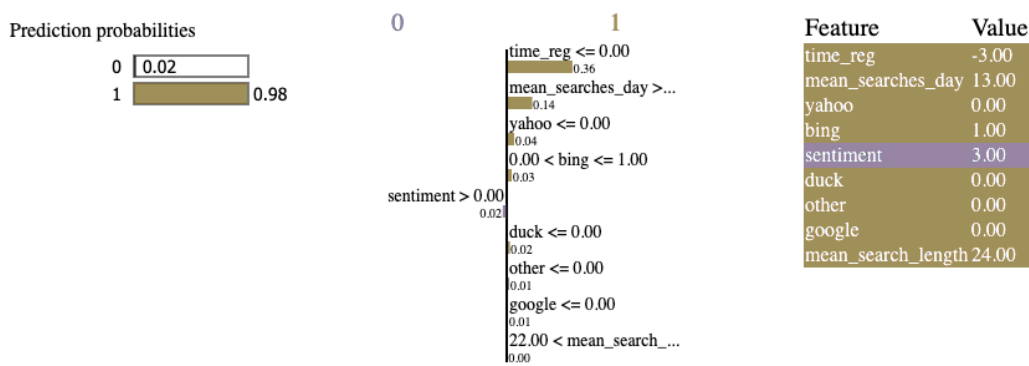 Prediction probabilities
0 0.02
1 0.98
0 1
time_reg <= 0.00
0.36
mean_searches_day >...
0.14
yahoo <= 0.00
0.04
0.00 < bing <= 1.00
0.03
sentiment > 0.00
0.02
duck <= 0.00
0.02
other <= 0.00
0.01
google <= 0.00
0.01
22.00 < mean_search_...
0.00
Feature Value
time_reg -3.00
mean_searches_day 13.00
yahoo 0.00
bing 1.00
sentiment 3.00
duck 0.00
other 0.00
google 0.00
mean_search_length 24.00